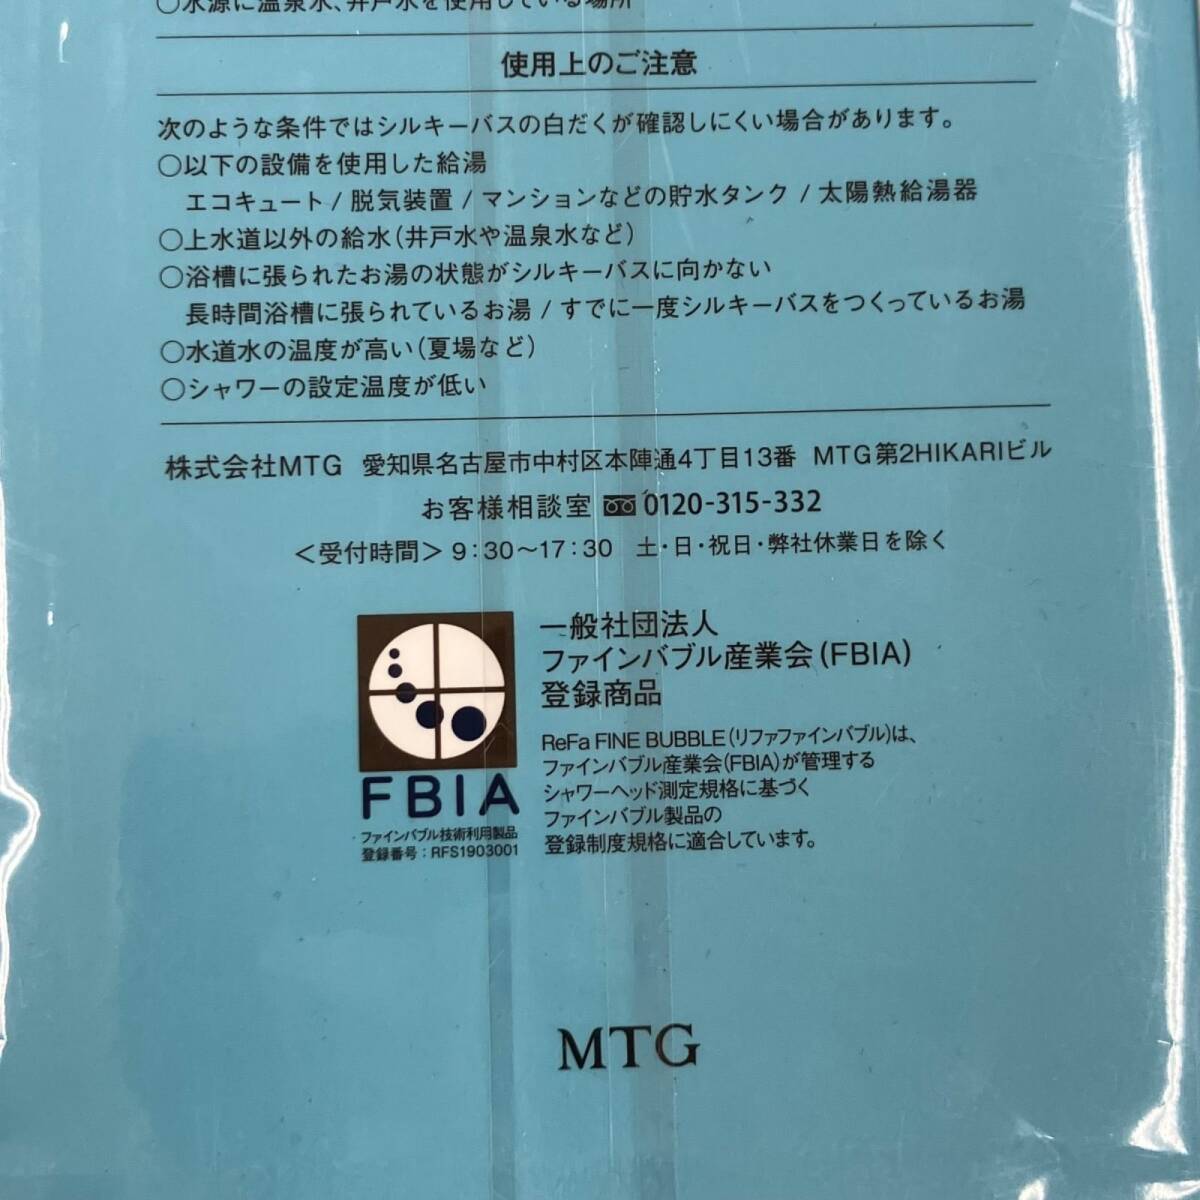 ○水源に温泉水、井戸水を使用している場所
使用上のご注意
次のような条件ではシルキーバスの白だくが確認しにくい場合があります。
○以下の設備を使用した給湯
エコキュート / 脱気装置 / マンションなどの貯水タンク / 太陽熱給湯器
○上水道以外の給水(井戸水や温泉水など)
○浴槽に張られたお湯の状態がシルキーバスに向かない
長時間浴槽に張られているお湯 / すでに一度シルキーバスをつくっているお湯
○水道水の温度が高い(夏場など)
○シャワーの設定温度が低い
株式会社MTG 愛知県名古屋市中村区本陣通4丁目13番 MTG第2HIKARIビル
お客様相談室 0120-315-332
<受付時間> 9:30〜17:30 土・日・祝日・弊社休業日を除く
一般社団法人
ファインバブル産業会(FBIA)
登録商品
ReFa FINE BUBBLE(リファファインバブル)は、
ファインバブル産業会(FBIA)が管理する
シャワーヘッド測定規格に基づく
ファインバブル製品の
登録制度規格に適合しています。
FBIA
ファインバブル技術利用製品
登録番号:RFS1903001
MTG